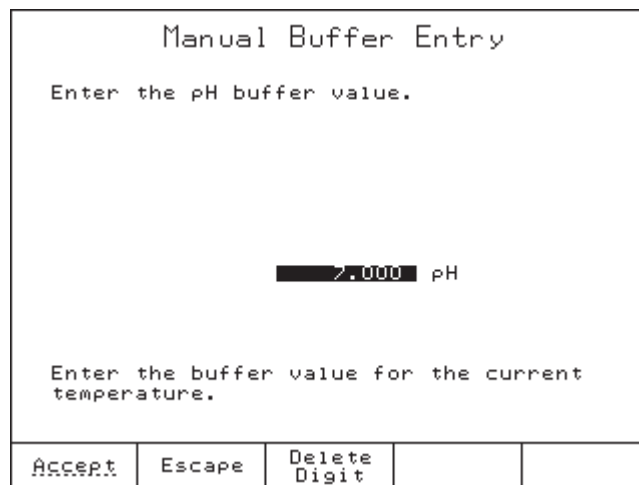 Manual Buffer Entry
Enter the pH buffer value.
7.000 pH
Enter the buffer value for the current
temperature.
Accept Escape Delete
Digit